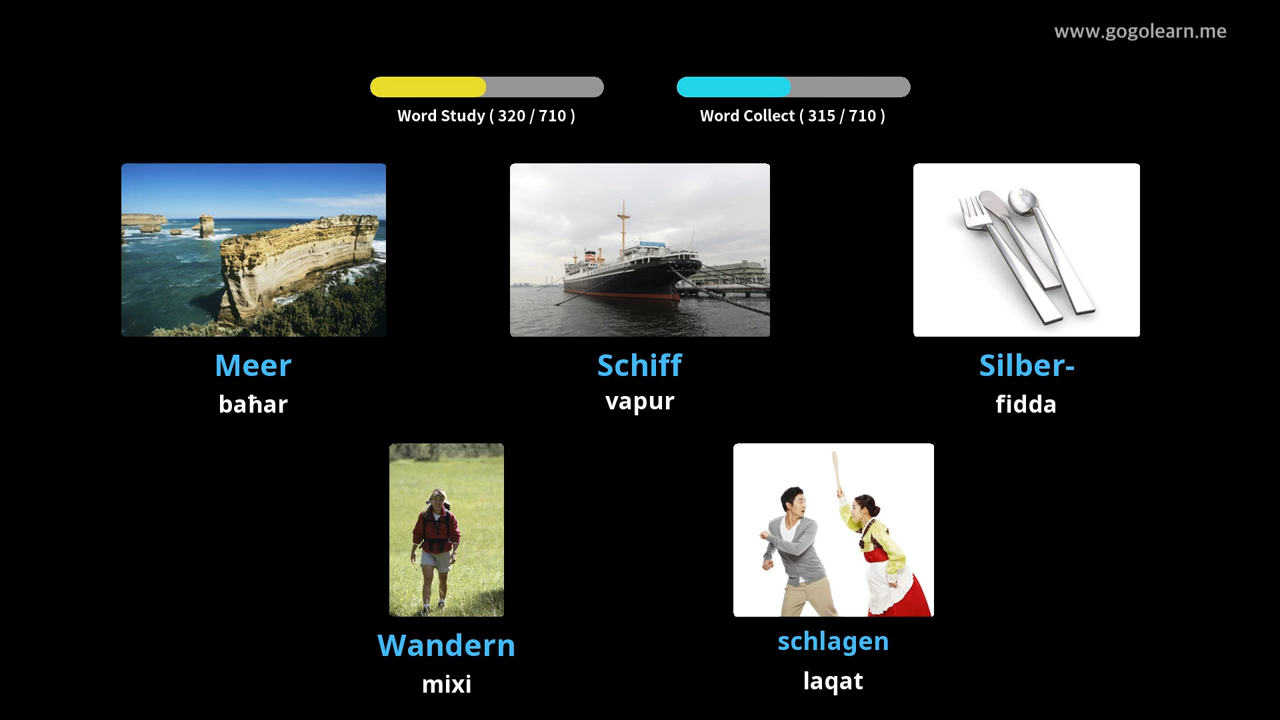 www.gogolearn.me
Word Study ( 320 / 710 )
Word Collect ( 315 / 710 )
Meer
baħar
Schiff
vapur
Silber-
fidda
Wandern
mixi
schlagen
laqat